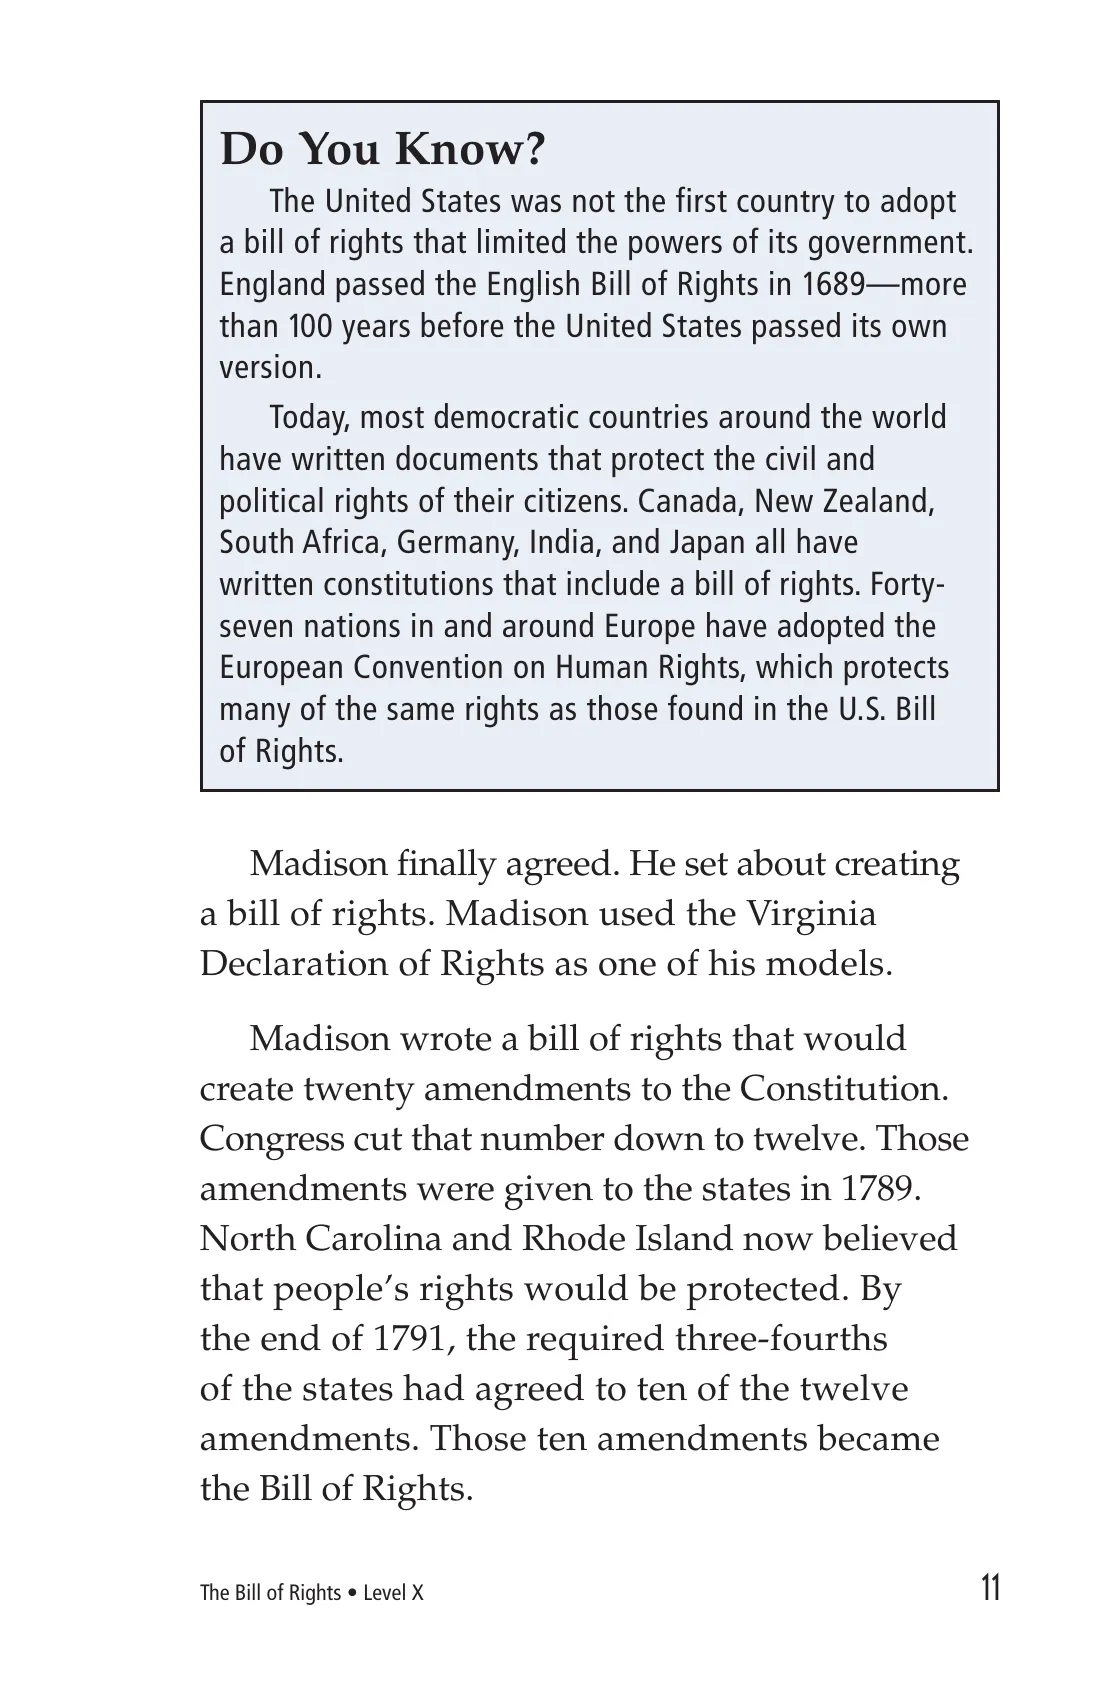 Do You Know?
The United States was not the first country to adopt
a bill of rights that limited the powers of its government.
England passed the English Bill of Rights in 1689—more
than 100 years before the United States passed its own
version.
Today, most democratic countries around the world
have written documents that protect the civil and
political rights of their citizens. Canada, New Zealand,
South Africa, Germany, India, and Japan all have
written constitutions that include a bill of rights. Forty-
seven nations in and around Europe have adopted the
European Convention on Human Rights, which protects
many of the same rights as those found in the U.S. Bill
of Rights.
Madison finally agreed. He set about creating
a bill of rights. Madison used the Virginia
Declaration of Rights as one of his models.
Madison wrote a bill of rights that would
create twenty amendments to the Constitution.
Congress cut that number down to twelve. Those
amendments were given to the states in 1789.
North Carolina and Rhode Island now believed
that people’s rights would be protected. By
the end of 1791, the required three-fourths
of the states had agreed to ten of the twelve
amendments. Those ten amendments became
the Bill of Rights.
The Bill of Rights • Level X
11